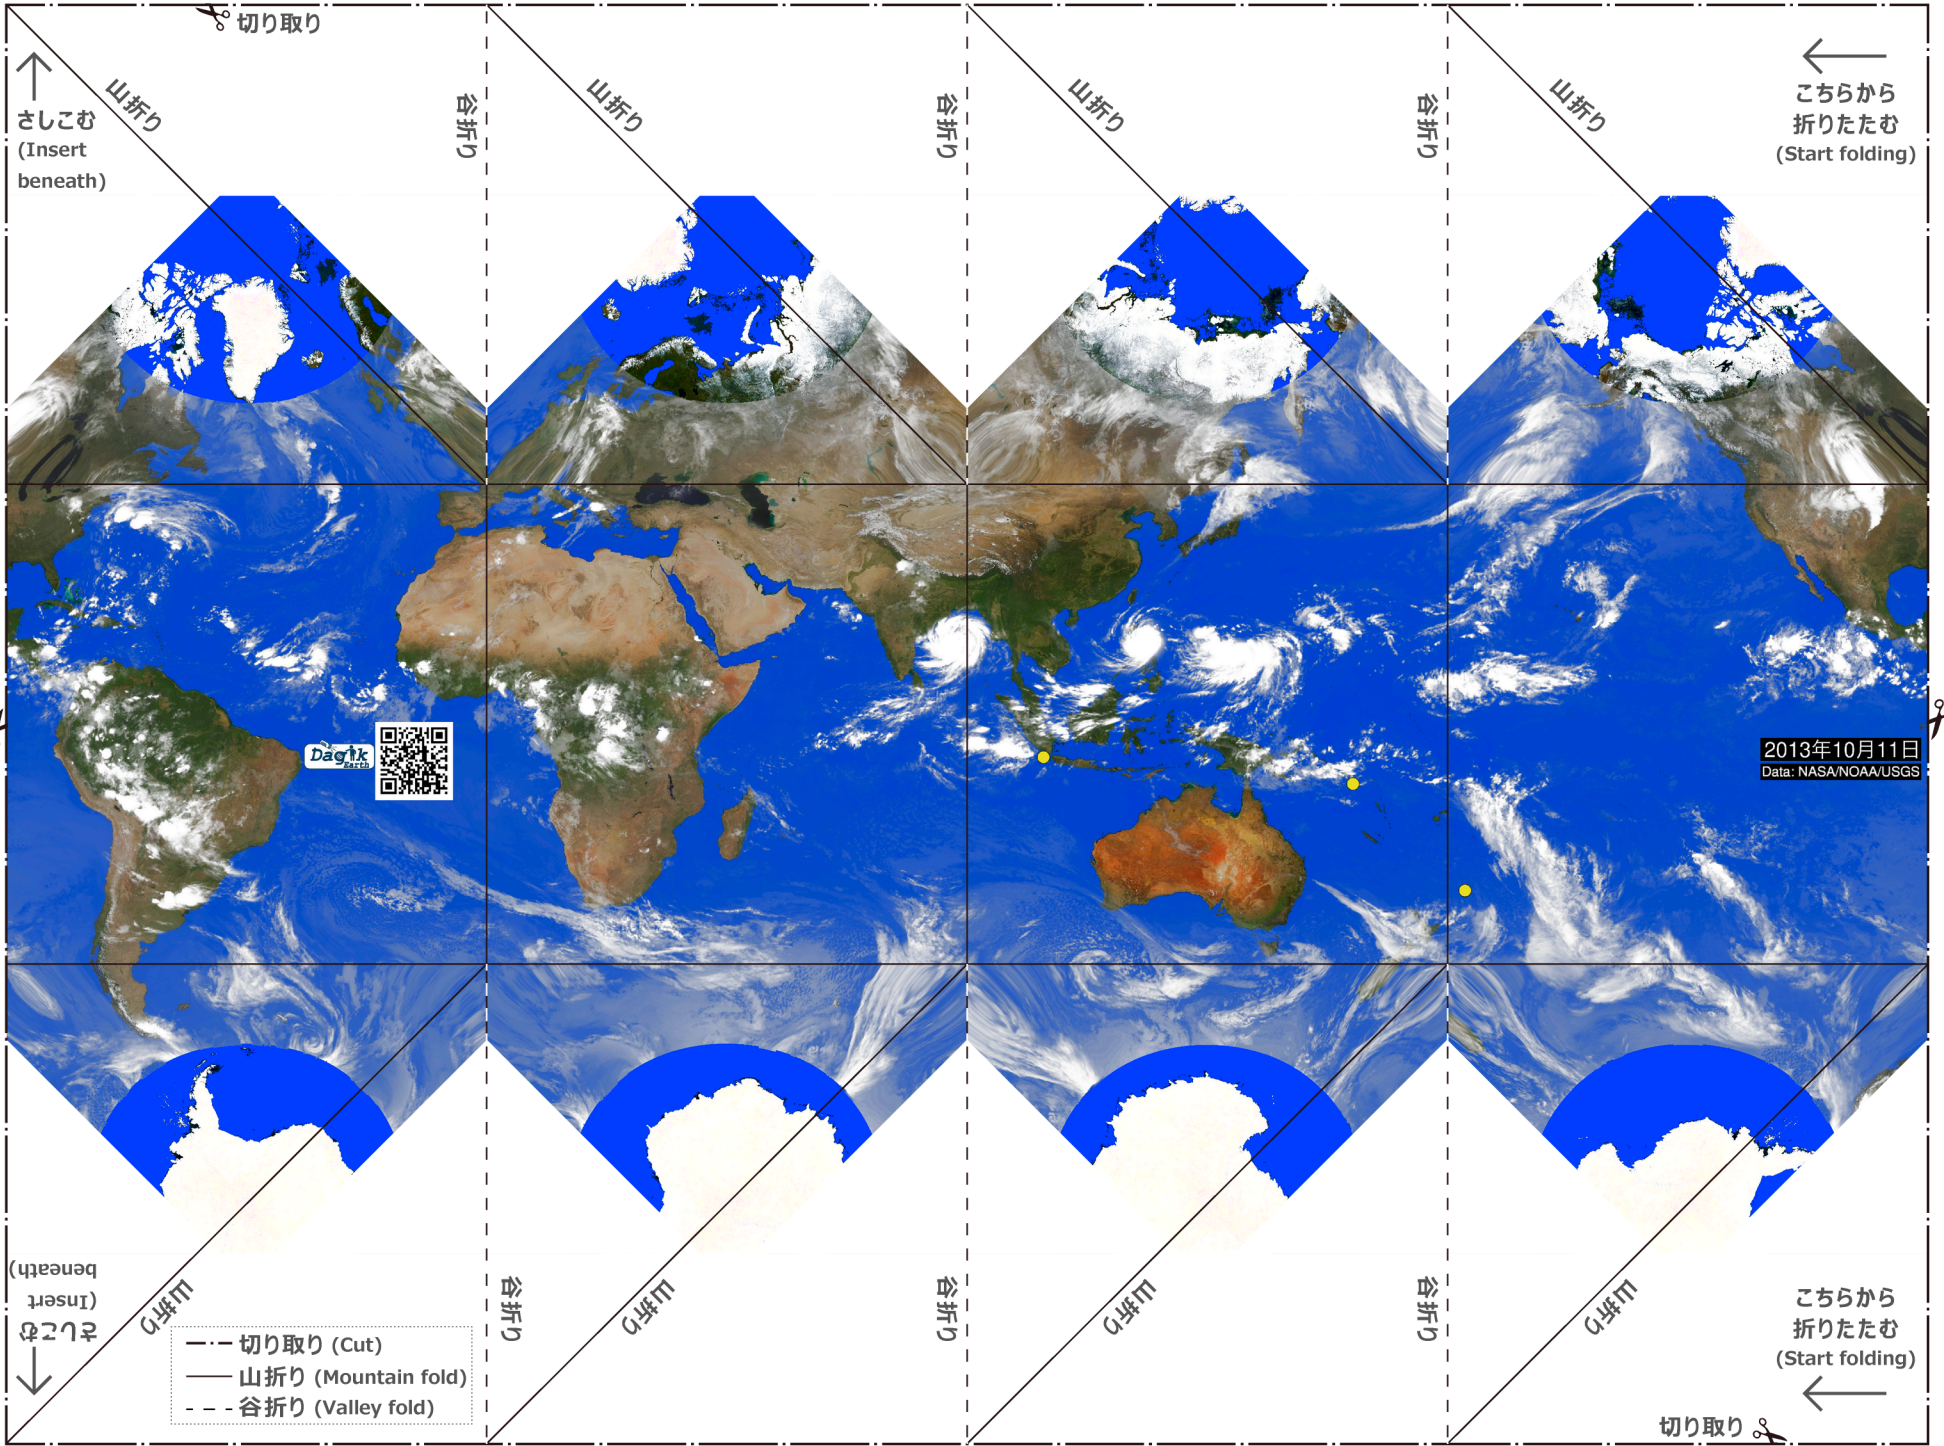 切り取り
山折り
谷折り
山折り
谷折り
山折り
谷折り
山折り
さしこむ
(Insert
beneath)
こちらから
折りたたむ
(Start folding)
Dagik
Earth
2013年10月11日
Data: NASA/NOAA/USGS
さしこむ
(Insert
beneath)
山折り
谷折り
山折り
谷折り
山折り
谷折り
山折り
こちらから
折りたたむ
(Start folding)
切り取り (Cut)
山折り (Mountain fold)
谷折り (Valley fold)
切り取り